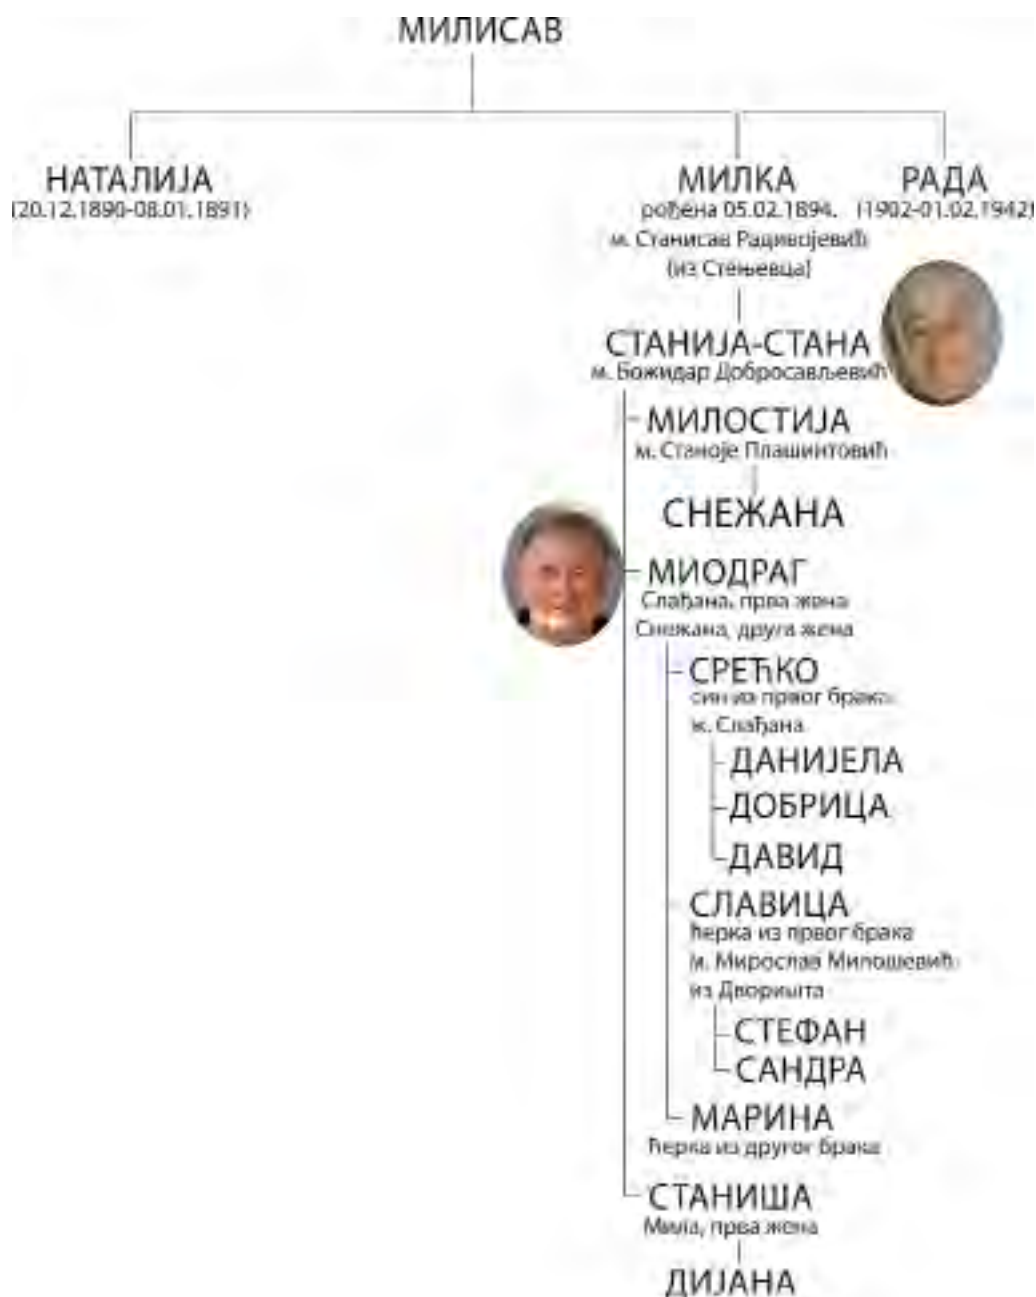 МИЛИСАВ
НАТАЛИЈА
(20.12.1890-08.01.1891)
МИЛКА
рођена 05.02.1894.
м. Станисав Радивојевић
(из Стењевца)
РАДА
(1902-01.02.1942)
СТАНИЈА-СТАНА
м. Божидар Добросављевић
МИЛОСТИЈА
м. Станоје Плашинтовић
СНЕЖАНА
МИОДРАГ
Слађана, прва жена
Снежана, друга жена
СРЕЋКО
син из првог брака
ж. Слађана
ДАНИЈЕЛА
ДОБРИЦА
ДАВИД
СЛАВИЦА
ћерка из првог брака
м. Мирослав Милошевић
из Дворишта
СТЕФАН
САНДРА
МАРИНА
ћерка из другог брака
СТАНИША
прва жена
ДИЈАНА